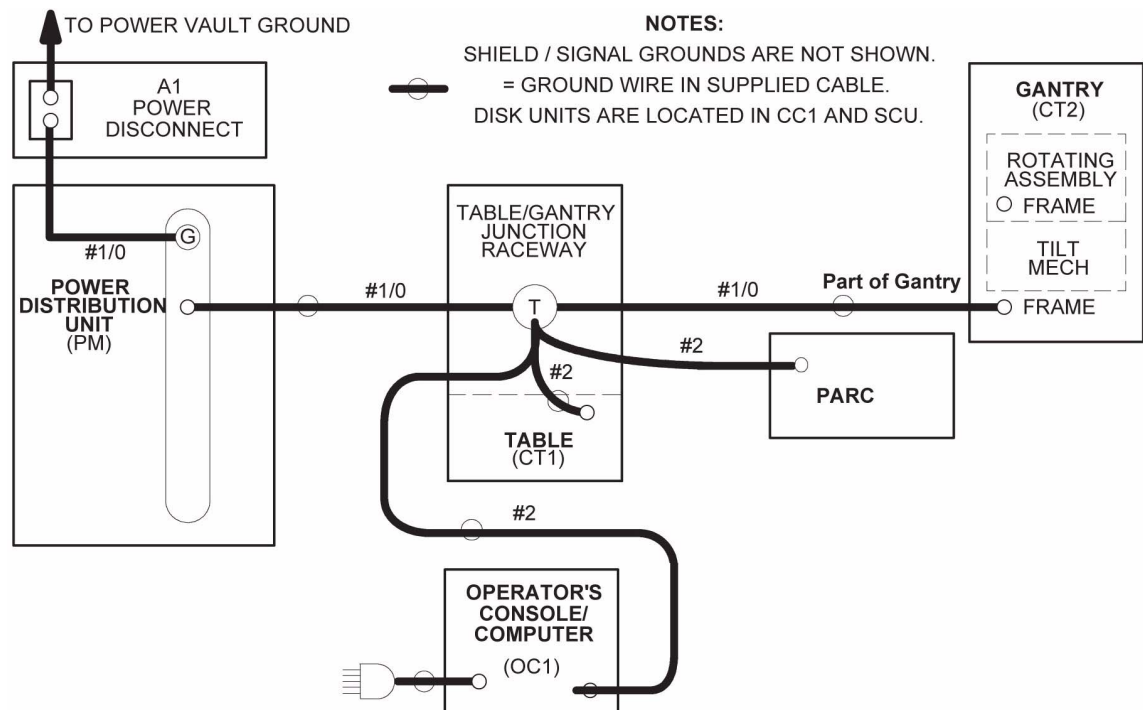 TO POWER VAULT GROUND
A1
POWER
DISCONNECT
NOTES:
SHIELD / SIGNAL GROUNDS ARE NOT SHOWN.
= GROUND WIRE IN SUPPLIED CABLE.
DISK UNITS ARE LOCATED IN CC1 AND SCU.
GANTRY
(CT2)
ROTATING
ASSEMBLY
FRAME
TILT
MECH
FRAME
TABLE/GANTRY
JUNCTION
RACEWAY
G
#1/0
POWER
DISTRIBUTION
UNIT
(PM)
#1/0
T
#1/0
Part of Gantry
#2
#2
PARC
TABLE
(CT1)
#2
OPERATOR'S
CONSOLE/
COMPUTER
(OC1)